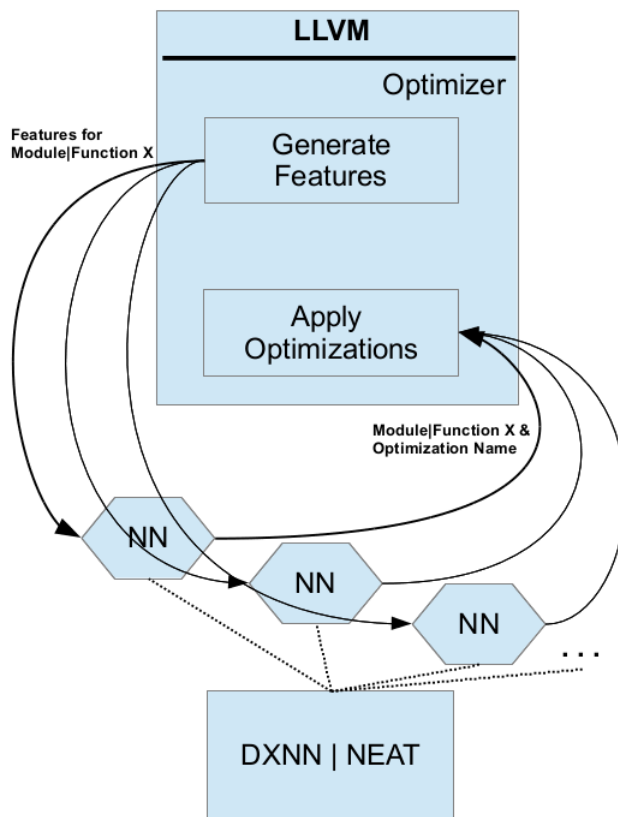 LLVM
Optimizer
Features for
Module|Function X
Generate
Features
Apply
Optimizations
Module|Function X &
Optimization Name
NN
NN
NN
. . .
DXNN | NEAT